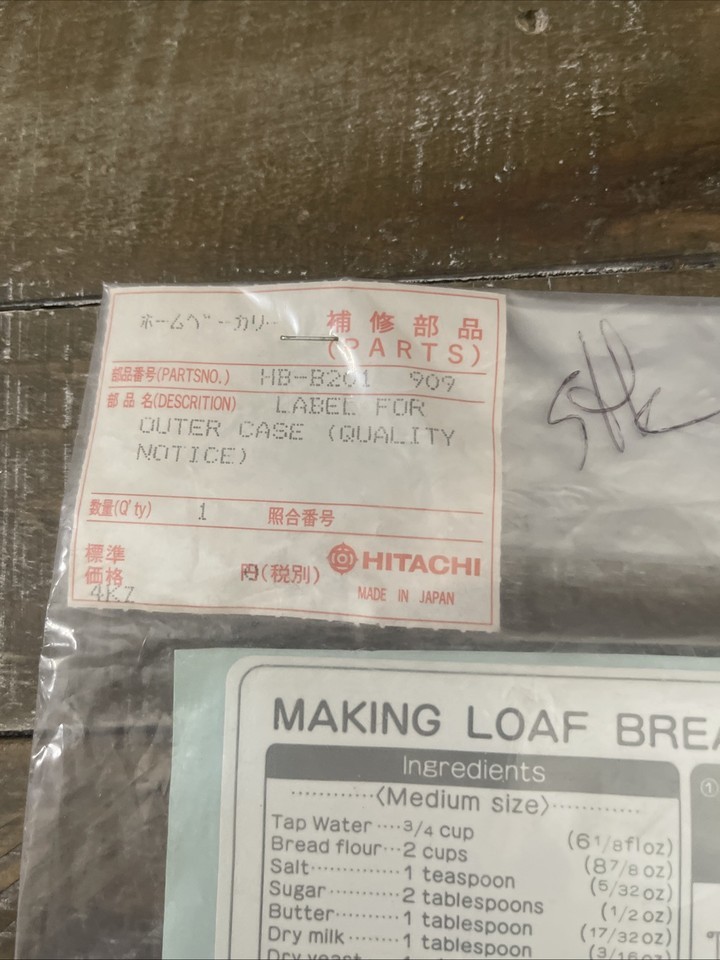 ホームベーカリー
補修部品
(PARTS)
部品番号(PARTSNO.) HB-B201 909
部品名(DESCRITION) LABEL FOR
OUTER CASE (QUALITY
NOTICE)
数量(Q'ty) 1 照合番号
標準
価格 円(税別) HITACHI
4KZ MADE IN JAPAN
MAKING LOAF BREA
Ingredients
〈Medium size〉
Tap Water 3/4 cup (6 1/8 fl oz)
Bread flour 2 cups (8 7/8 oz)
Salt 1 teaspoon (5/32 oz)
Sugar 2 tablespoons (1/2 oz)
Butter 1 tablespoon (17/32 oz)
Dry milk 1 tablespoon (3/16 oz)
①